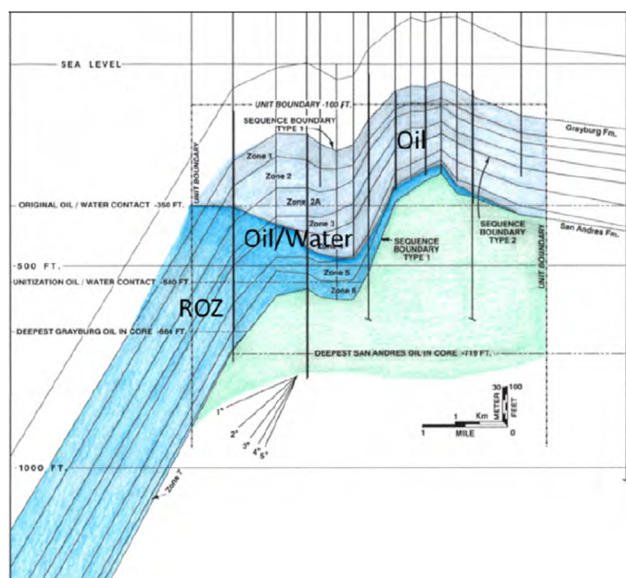 SEA LEVEL
UNIT BOUNDARY -100 FT.
SEQUENCE BOUNDARY
TYPE 1
Oil
Grayburg Fm.
Zone 1
Zone 2
Zone 2A
Zone 3
UNIT BOUNDARY
ORIGINAL OIL / WATER CONTACT -350 FT.
Oil/Water
SEQUENCE BOUNDARY
TYPE 2
San Andres Fm.
SEQUENCE BOUNDARY
TYPE 1
UNIT BOUNDARY
-500 FT.
Zone 5
UNITIZATION OIL / WATER CONTACT -540 FT.
Zone 6
ROZ
DEEPEST GRAYBURG OIL IN CORE -664 FT.
DEEPEST SAN ANDRES OIL IN CORE -719 FT.
1°
2°
3°
4°
5°
METER
30
100
FEET
1 Km
1 MILE 0
-1000 FT.
Zone 7